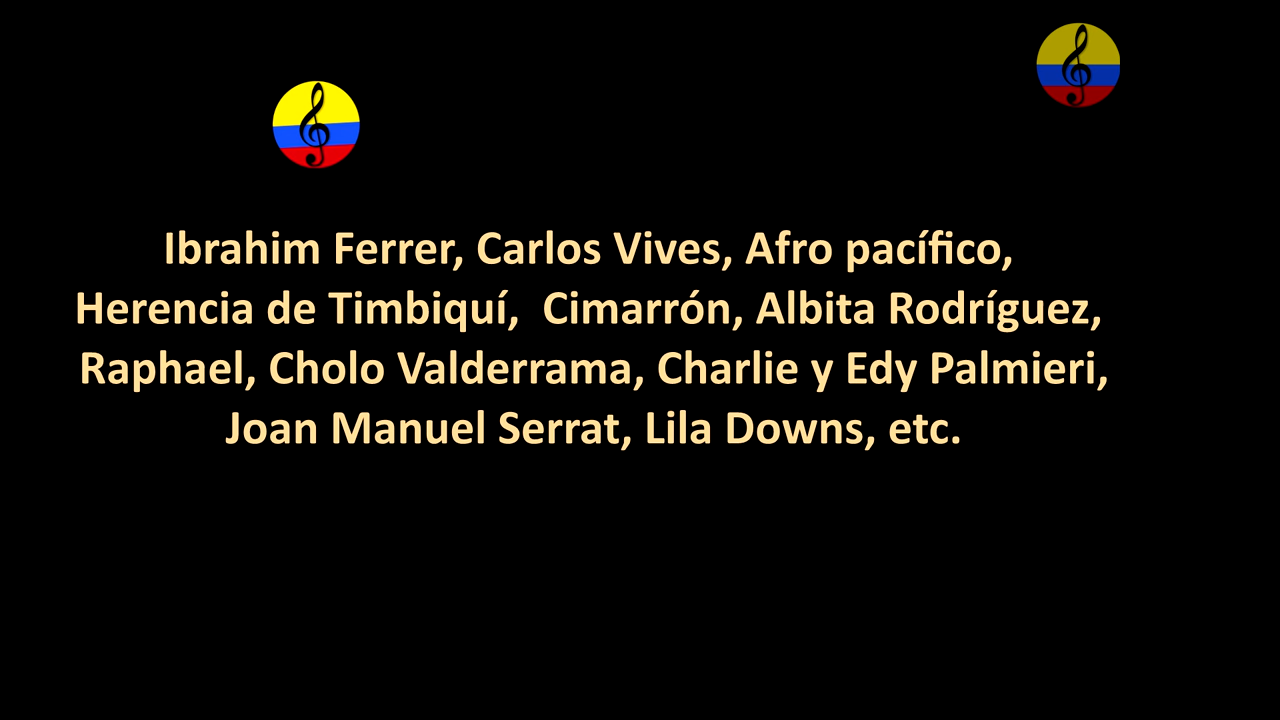 Ibrahim Ferrer, Carlos Vives, Afro pacífico,
Herencia de Timbiquí,  Cimarrón, Albita Rodríguez,
Raphael, Cholo Valderrama, Charlie y Edy Palmieri,
Joan Manuel Serrat, Lila Downs, etc.